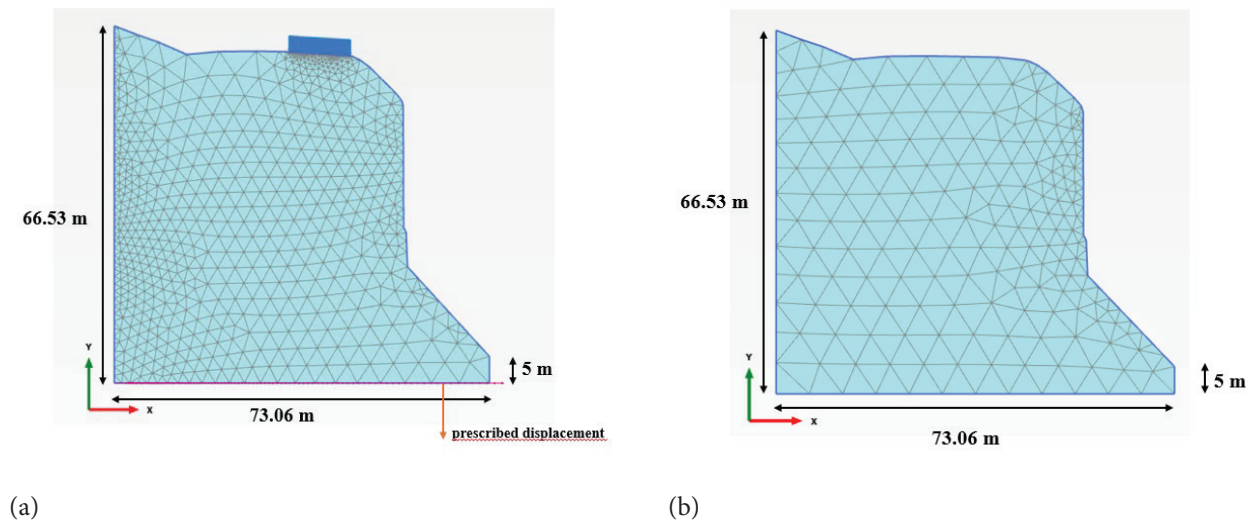 66.53 m
Y
X
73.06 m
5 m
prescribed displacement
(a)
66.53 m
Y
X
73.06 m
5 m
(b)